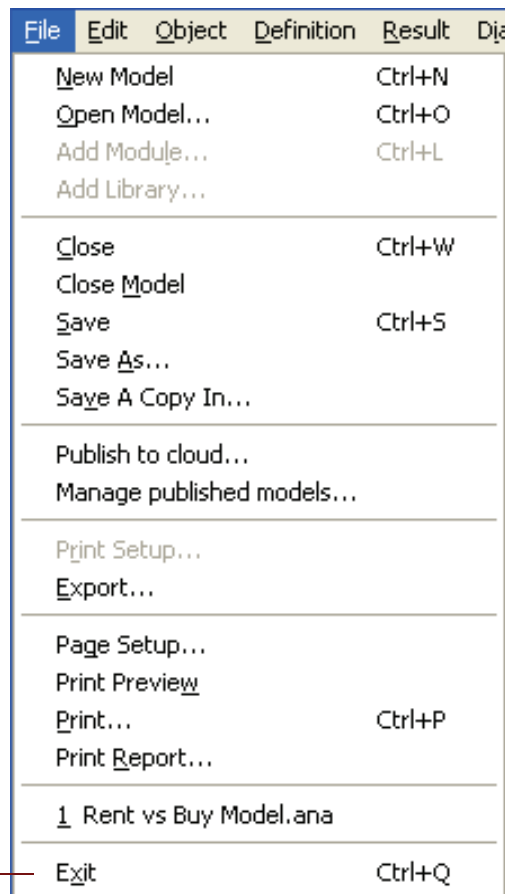 File Edit Object Definition Result Dia
New Model Ctrl+N
Open Model... Ctrl+O
Add Module... Ctrl+L
Add Library...
Close Ctrl+W
Close Model
Save Ctrl+S
Save As...
Save A Copy In...
Publish to cloud...
Manage published models...
Print Setup...
Export...
Page Setup...
Print Preview
Print... Ctrl+P
Print Report...
1 Rent vs Buy Model.ana
Exit Ctrl+Q